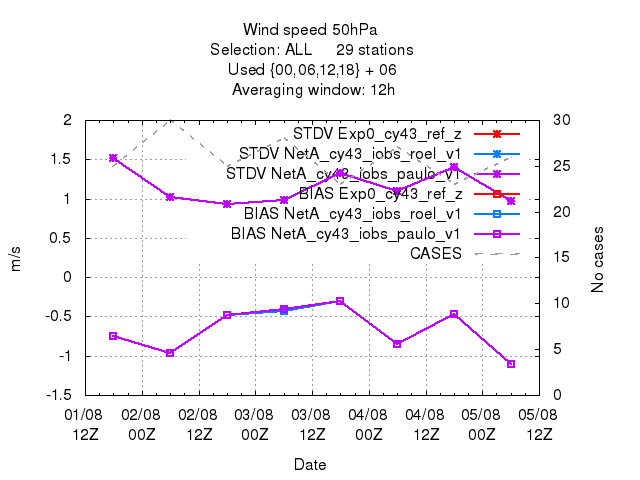 Wind speed 50hPa
Selection: ALL 29 stations
Used {00,06,12,18} + 06
Averaging window: 12h
2
1.5
1
0.5
0
-0.5
-1
-1.5
m/s
30
25
20
15
10
5
0
No cases
STDV Exp0_cy43_ref_z
STDV NetA_cy43_iobs_roel_v1
STDV NetA_cy43_iobs_paulo_v1
BIAS Exp0_cy43_ref_z
BIAS NetA_cy43_iobs_roel_v1
BIAS NetA_cy43_iobs_paulo_v1
CASES
01/08 02/08 02/08 03/08 03/08 04/08 04/08 05/08 05/08
12Z 00Z 12Z 00Z 12Z 00Z 12Z 00Z 12Z
Date